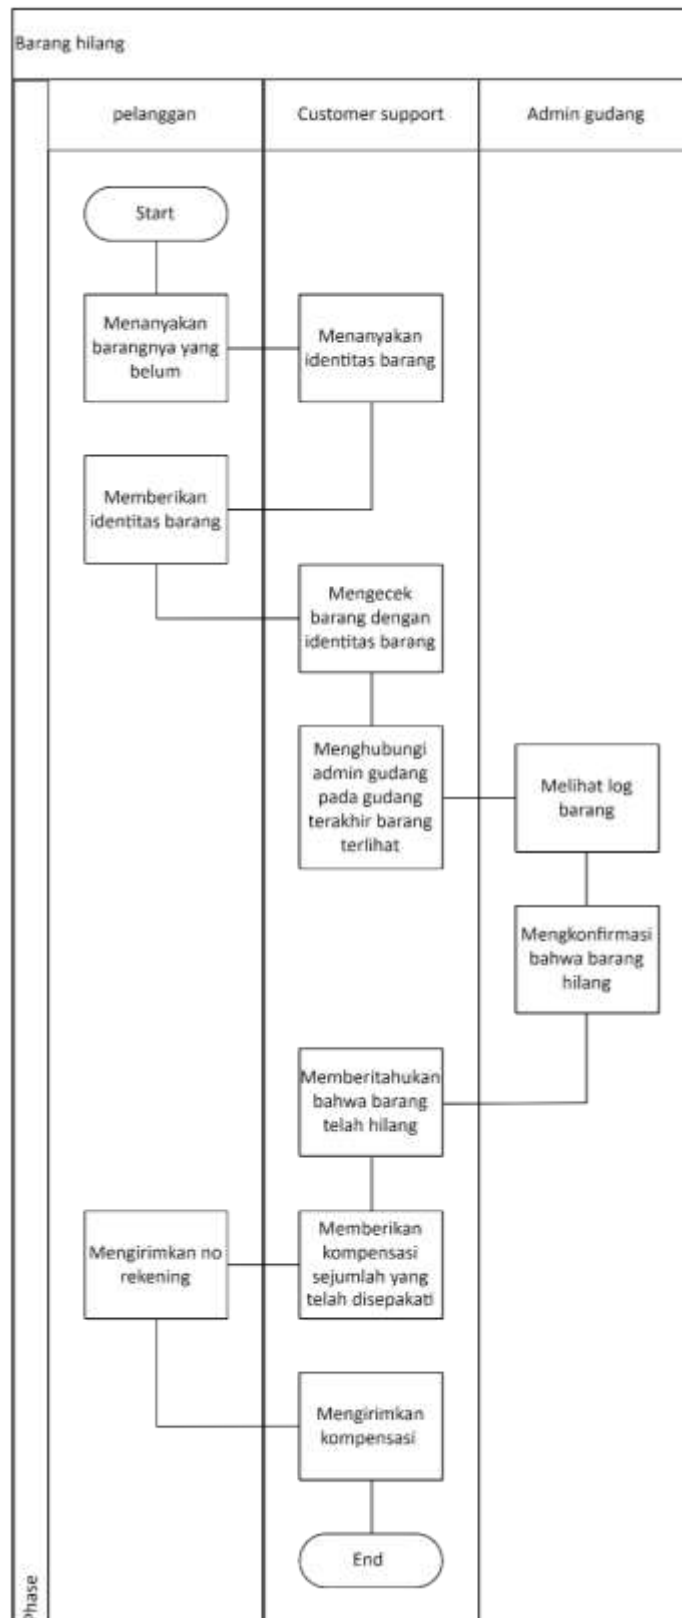 Barang hilang
pelanggan
Customer support
Admin gudang
Start
Menanyakan
barangnya yang
belum
Menanyakan
identitas barang
Memberikan
identitas barang
Mengecek
barang dengan
identitas barang
Menghubungi
admin gudang
pada gudang
terakhir barang
terlihat
Melihat log
barang
Mengkonfirmasi
bahwa barang
hilang
Memberitahukan
bahwa barang
telah hilang
Memberikan
kompensasi
sejumlah yang
telah disepakati
Mengirimkan no
rekening
Mengirimkan
kompensasi
End
Phase